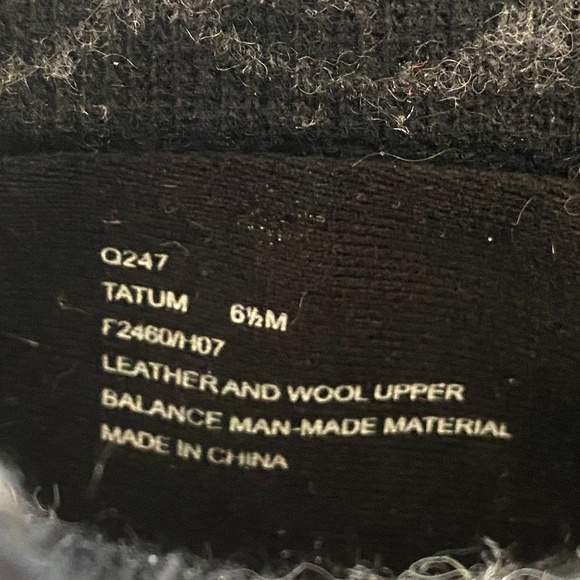 Q247
TATUM 6½M
F2460/H07
LEATHER AND WOOL UPPER
BALANCE MAN-MADE MATERIAL
MADE IN CHINA